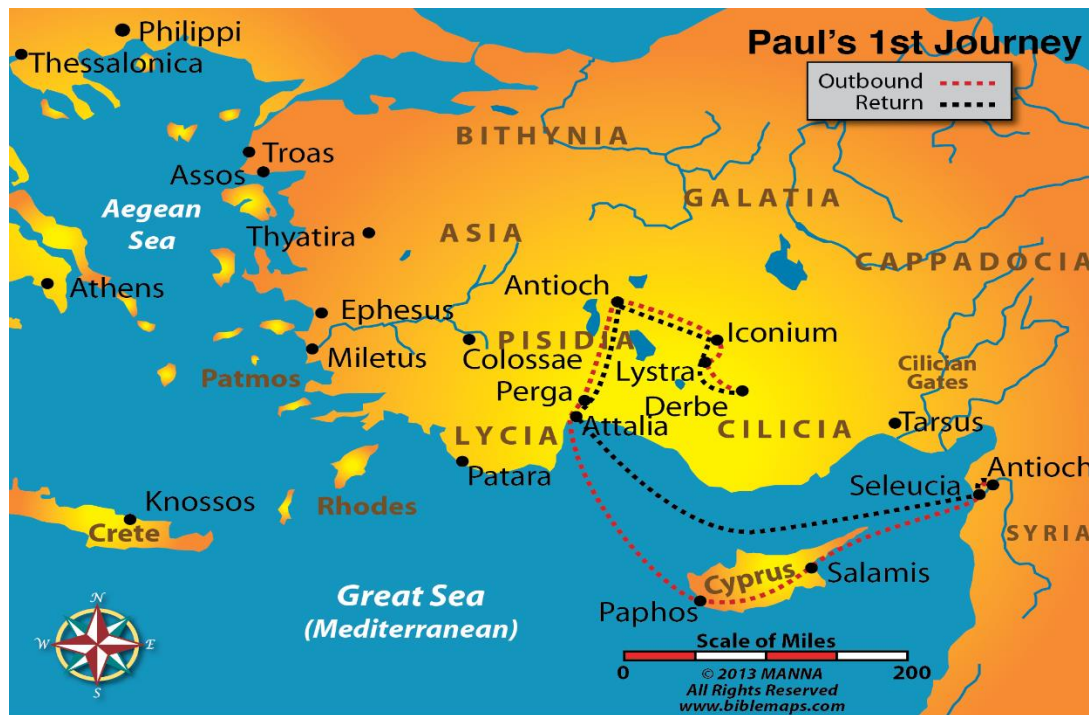 Paul's 1st Journey
Outbound
Return
Philippi
Thessalonica
BITHYNIA
Troas
Assos
GALATIA
Aegean
Sea
Thyatira
ASIA
CAPPADOCIA
Athens
Antioch
Ephesus
PISIDIA
Iconium
Miletus
Colossae
Lystra
Cilician
Gates
Patmos
Perga
Derbe
Attalia
LYCIA
CILICIA
Tarsus
Patara
Antioch
Seleucia
Knossos
Rhodes
Crete
SYRIA
Cyprus
Salamis
Great Sea
(Mediterranean)
Paphos
N
W
E
S
Scale of Miles
0
200
© 2013 MANNA
All Rights Reserved
www.biblemaps.com